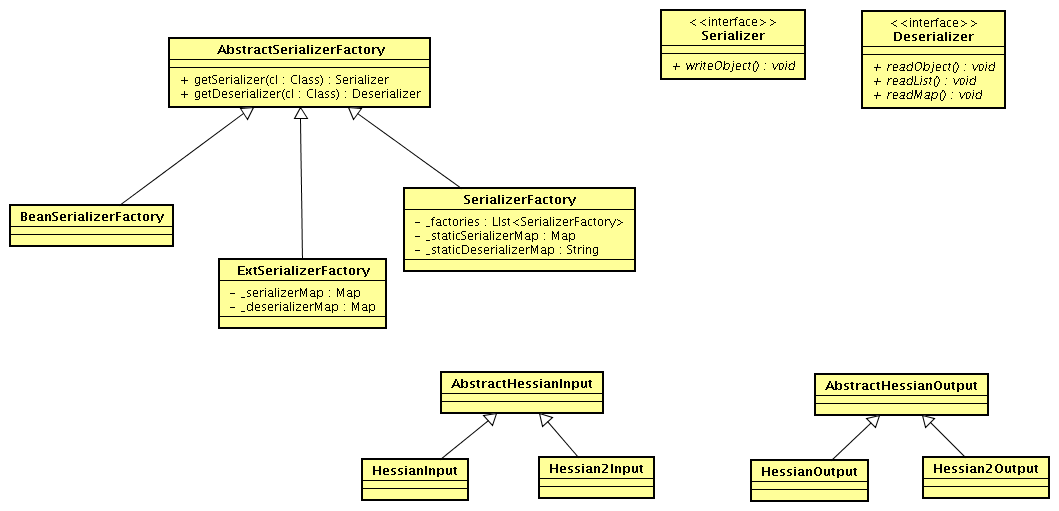 AbstractSerializerFactory
+ getSerializer(cl : Class) : Serializer
+ getDeserializer(cl : Class) : Deserializer
<<interface>>
Serializer
+ writeObject() : void
<<interface>>
Deserializer
+ readObject() : void
+ readList() : void
+ readMap() : void
BeanSerializerFactory
SerializerFactory
- _factories : LIst<SerializerFactory>
- _staticSerializerMap : Map
- _staticDeserializerMap : String
ExtSerializerFactory
- _serializerMap : Map
- _deserializerMap : Map
AbstractHessianInput
AbstractHessianOutput
HessianInput
Hessian2Input
HessianOutput
Hessian2Output